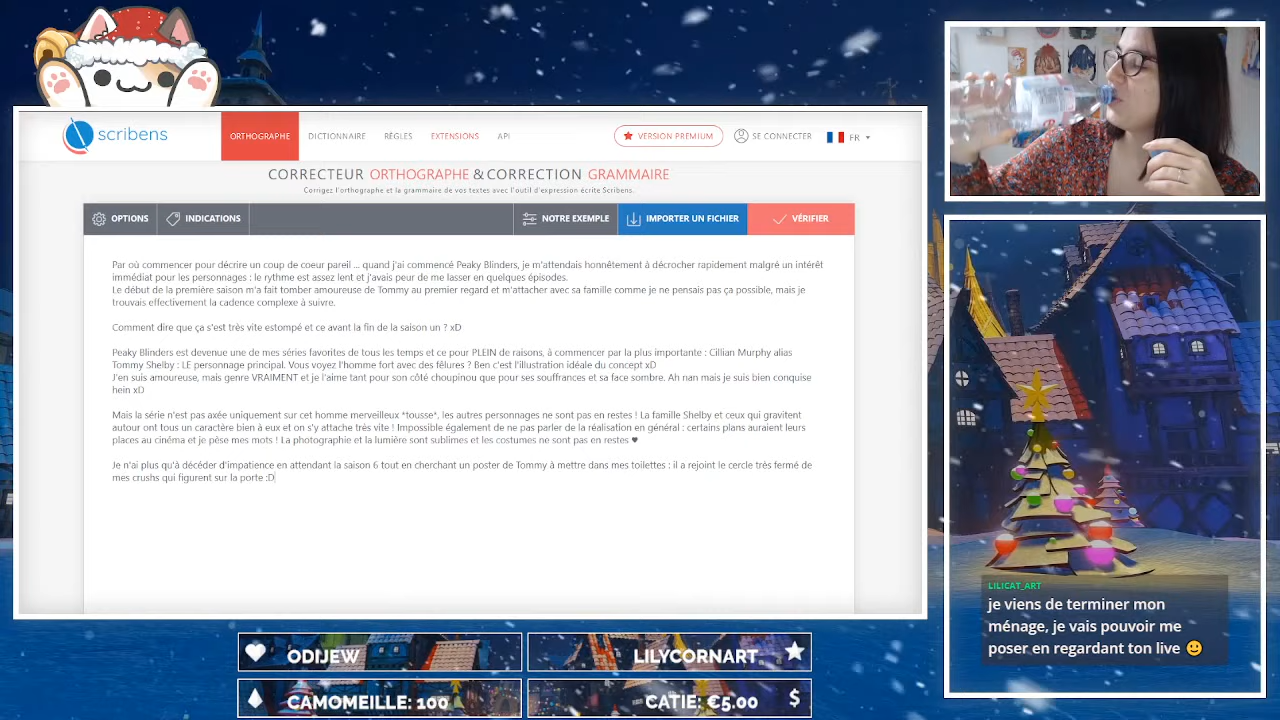 scribens
ORTHOGRAPHE
DICTIONNAIRE
RÈGLES
EXTENSIONS
API
VERSION PREMIUM
SE CONNECTER
FR
CORRECTEUR ORTHOGRAPHE & CORRECTION GRAMMAIRE
Corrigez l'orthographe et la grammaire de vos textes avec l'outil d'expression écrite Scribens.
OPTIONS
INDICATIONS
NOTRE EXEMPLE
IMPORTER UN FICHIER
VÉRIFIER
Par où commencer pour décrire un coup de coeur pareil... quand j'ai commencé Peaky Blinders, je m'attendais honnêtement à décrocher rapidement malgré un intérêt
immédiat pour les personnages : le rythme est assez lent et j'avais peur de me lasser en quelques épisodes.
Le début de la première saison m'a fait tomber amoureuse de Tommy au premier regard et m'attacher avec sa famille comme je ne pensais pas ça possible, mais je
trouvais effectivement la cadence complexe à suivre.
Comment dire que ça s'est très vite estompé et ce avant la fin de la saison un ? xD
Peaky Blinders est devenue une de mes séries favorites de tous les temps et ce pour PLEIN de raisons, à commencer par la plus importante : Cillian Murphy alias
Tommy Shelby : LE personnage principal. Vous voyez l'homme fort avec des fêlures ? Ben c'est l'illustration idéale du concept xD
J'en suis amoureuse, mais genre VRAIMENT et je l'aime tant pour son côté choupinou que pour ses souffrances et sa face sombre. Ah nan mais je suis bien conquise
hein xD
Mais la série n'est pas axée uniquement sur cet homme merveilleux *tousse*, les autres personnages ne sont pas en restes ! La famille Shelby et ceux qui gravitent
autour ont tous un caractère bien à eux et on s'y attache très vite ! Impossible également de ne pas parler de la réalisation en général : certains plans auraient leurs
places au cinéma et je pèse mes mots ! La photographie et la lumière sont sublimes et les costumes ne sont pas en restes ♥
Je n'ai plus qu'à décéder d'impatience en attendant la saison 6 tout en cherchant un poster de Tommy à mettre dans mes toilettes : il a rejoint le cercle très fermé de
mes crushs qui figurent sur la porte :D
LILICAT_ART
je viens de terminer mon
ménage, je vais pouvoir me
poser en regardant ton live 🙂
ODIJEW
LILYCORNART_
CAMOMEILLE: 100
CATIE: €5.00
$